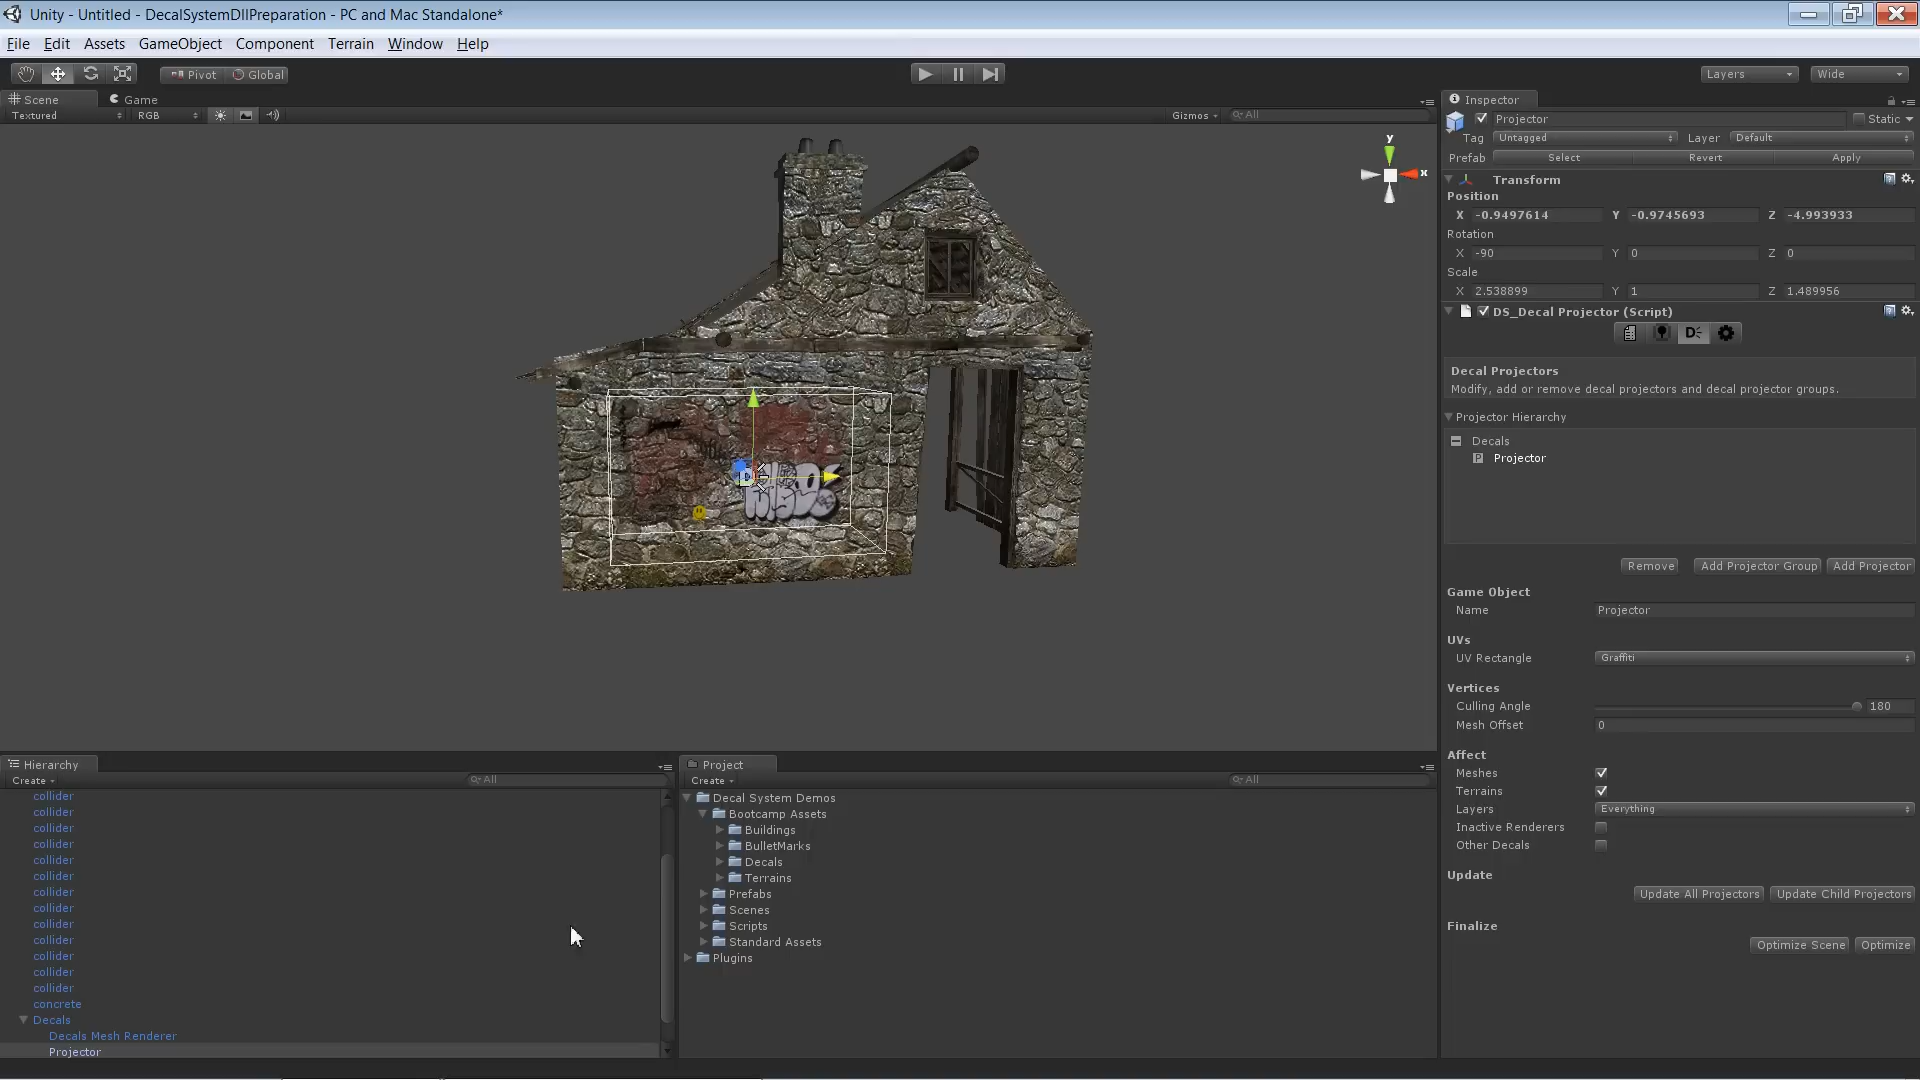 Unity - Untitled - DecalSystemDllPreparation - PC and Mac Standalone*
File Edit Assets GameObject Component Terrain Window Help
Pivot Global
Layers Wide
Scene Game
Textured RGB Gizmos All
y
x
Inspector
Projector Static
Tag Untagged Layer Default
Prefab Select Revert Apply
Transform
Position
X -0.9497614 Y -0.9745693 Z -4.993933
Rotation
X -90 Y 0 Z 0
Scale
X 2.538899 Y 1 Z 1.489956
DS_Decal Projector (Script)
D
Decal Projectors
Modify, add or remove decal projectors and decal projector groups.
Projector Hierarchy
Decals
P Projector
Remove Add Projector Group Add Projector
Game Object
Name Projector
UVs
UV Rectangle Graffiti
Vertices
Culling Angle 180
Mesh Offset 0
Affect
Meshes
Terrains
Layers Everything
Inactive Renderers
Other Decals
Update
Update All Projectors Update Child Projectors
Finalize
Optimize Scene Optimize
Hierarchy
Create All
collider
collider
collider
collider
collider
collider
collider
collider
collider
collider
collider
collider
collider
concrete
Decals
Decals Mesh Renderer
Projector
Project
Create All
Decal System Demos
Bootcamp Assets
Buildings
BulletMarks
Decals
Terrains
Prefabs
Scenes
Scripts
Standard Assets
Plugins